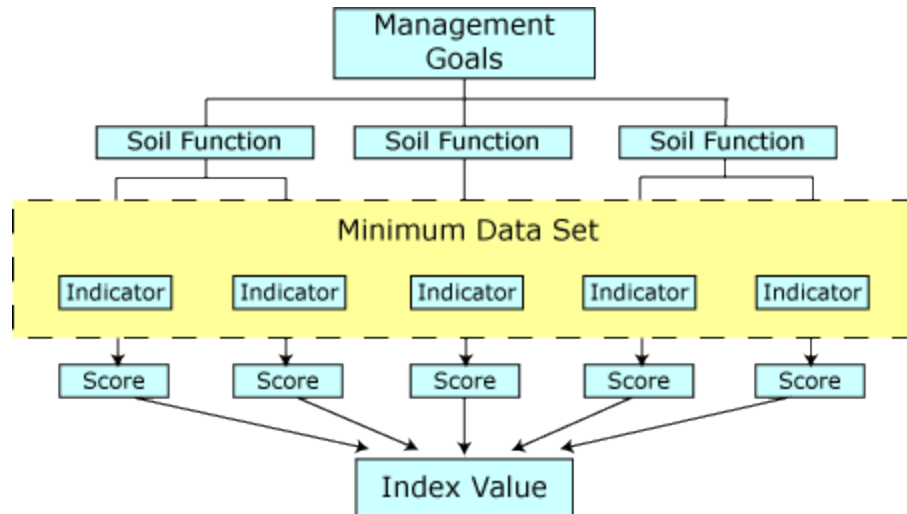 Management
Goals
Soil Function
Soil Function
Soil Function
Minimum Data Set
Indicator
Indicator
Indicator
Indicator
Indicator
Score
Score
Score
Score
Score
Index Value